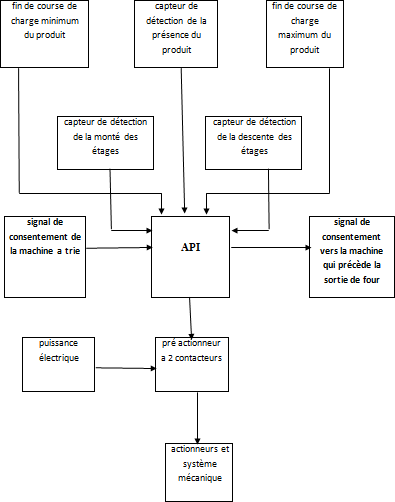 fin de course de
charge minimum
du produit
capteur de
détection de la
présence du
produit
fin de course de
charge
maximum du
produit
capteur de détection
de la monté des
étages
capteur de détection
de la descente des
étages
signal de
consentement de
la machine a trie
API
signal de
consentement
vers la machine
qui précède la
sortie de four
puissance
électrique
pré actionneur
a 2 contacteurs
actionneurs et
système
mécanique